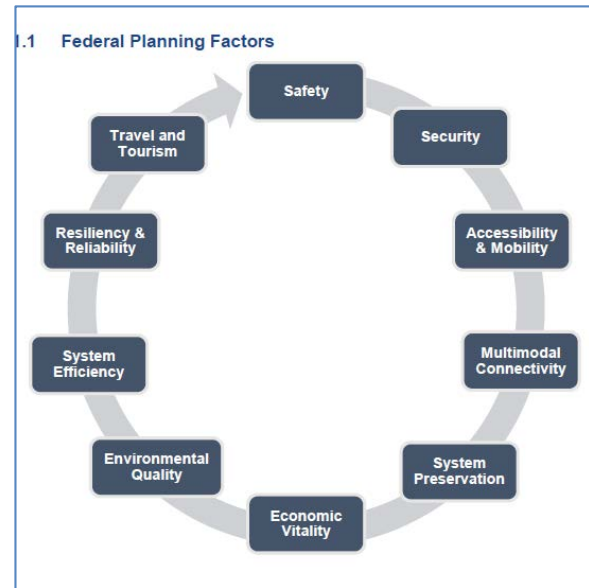 .1 Federal Planning Factors
Safety
Security
Accessibility
& Mobility
Multimodal
Connectivity
System
Preservation
Economic
Vitality
Environmental
Quality
System
Efficiency
Resiliency &
Reliability
Travel and
Tourism